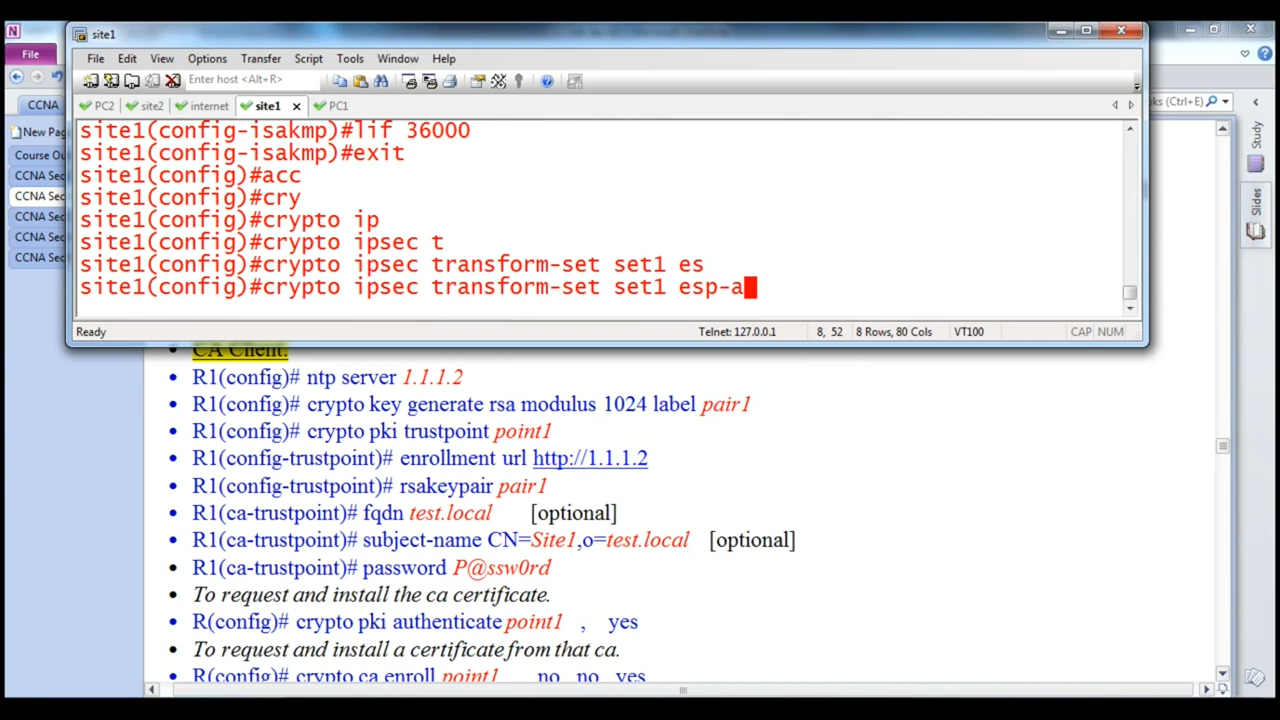 site1
File
File Edit View Options Transfer Script Tools Window Help
Enter host <Alt+R>
CCNA
PC2 site2 internet site1 PC1
ks (Ctrl+E)
New Pag
Course Ou
CCNA Sec
CCNA Sec
CCNA Sec
CCNA Sec
CCNA Sec
site1(config-isakmp)#lif 36000
site1(config-isakmp)#exit
site1(config)#acc
site1(config)#cry
site1(config)#crypto ip
site1(config)#crypto ipsec t
site1(config)#crypto ipsec transform-set set1 es
site1(config)#crypto ipsec transform-set set1 esp-a
Ready Telnet: 127.0.0.1 8, 52 8 Rows, 80 Cols VT100 CAP NUM
Study
Slides
CA Client:
• R1(config)# ntp server 1.1.1.2
• R1(config)# crypto key generate rsa modulus 1024 label pair1
• R1(config)# crypto pki trustpoint point1
• R1(config-trustpoint)# enrollment url http://1.1.1.2
• R1(config-trustpoint)# rsakeypair pair1
• R1(ca-trustpoint)# fqdn test.local [optional]
• R1(ca-trustpoint)# subject-name CN=Site1,o=test.local [optional]
• R1(ca-trustpoint)# password P@ssw0rd
• To request and install the ca certificate.
• R(config)# crypto pki authenticate point1 , yes
• To request and install a certificate from that ca.
• R(config)# crypto ca enroll point1 no no yes